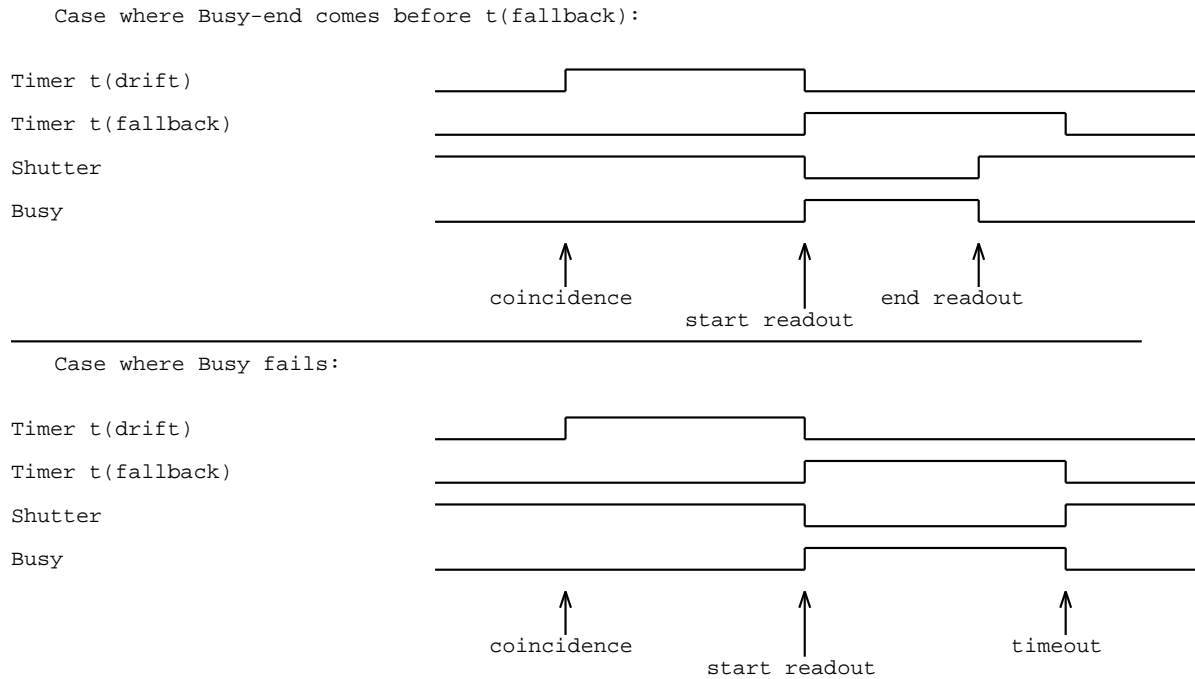 Case where Busy-end comes before t(fallback):
Timer t(drift)
Timer t(fallback)
Shutter
Busy
coincidence
end readout
start readout
Case where Busy fails:
Timer t(drift)
Timer t(fallback)
Shutter
Busy
coincidence
timeout
start readout